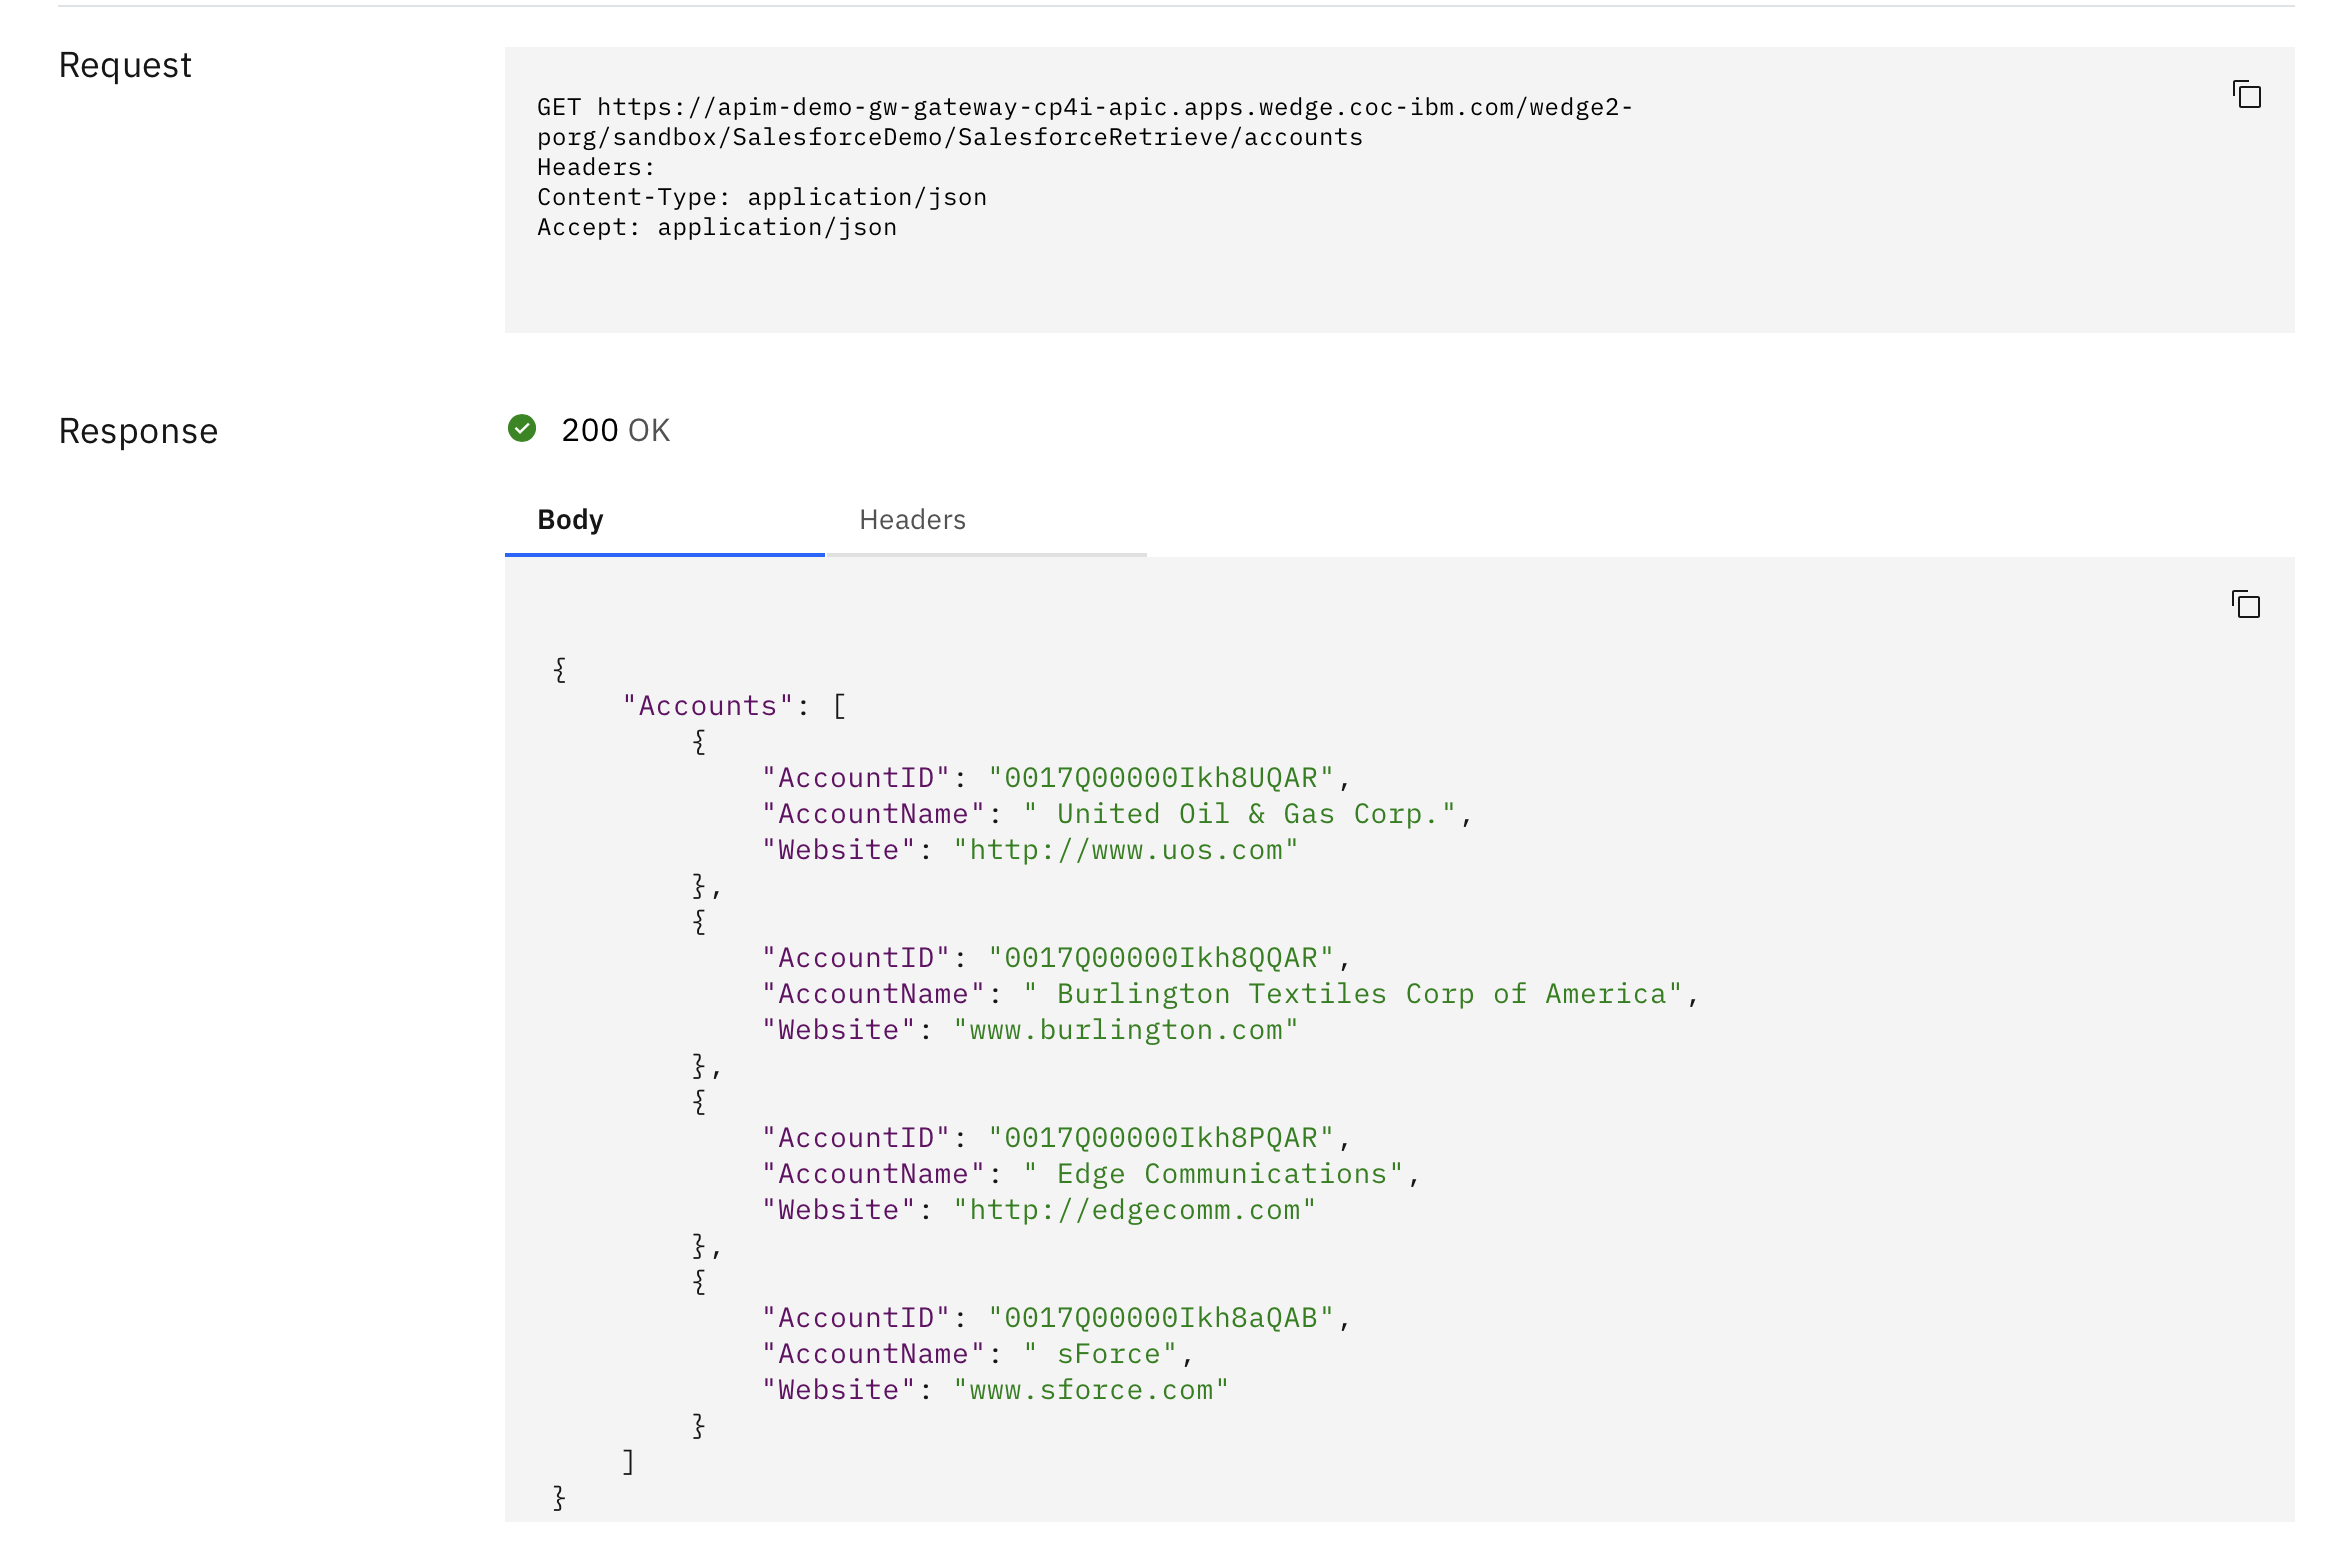 Request
GET https://apim-demo-gw-gateway-cp4i-apic.apps.wedge.coc-ibm.com/wedge2-
porg/sandbox/SalesforceDemo/SalesforceRetrieve/accounts
Headers:
Content-Type: application/json
Accept: application/json
Response
200 OK
Body Headers
{
    "Accounts": [
        {
            "AccountID": "0017Q00000Ikh8UQAR",
            "AccountName": " United Oil & Gas Corp.",
            "Website": "http://www.uos.com"
        },
        {
            "AccountID": "0017Q00000Ikh8QQAR",
            "AccountName": " Burlington Textiles Corp of America",
            "Website": "www.burlington.com"
        },
        {
            "AccountID": "0017Q00000Ikh8PQAR",
            "AccountName": " Edge Communications",
            "Website": "http://edgecomm.com"
        },
        {
            "AccountID": "0017Q00000Ikh8aQAB",
            "AccountName": " sForce",
            "Website": "www.sforce.com"
        }
    ]
}